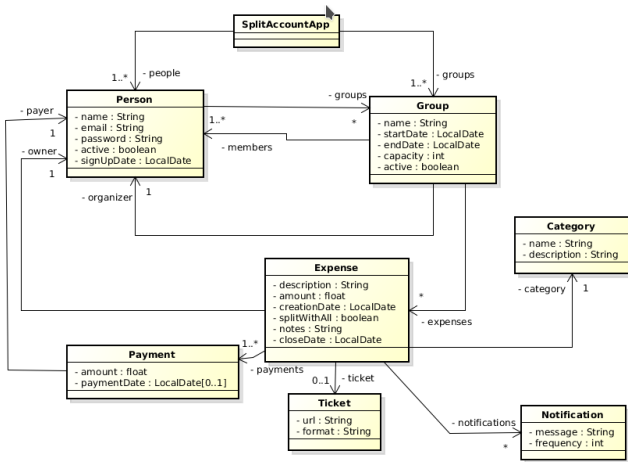 SplitAccountApp
- people
1..*
- groups
1..*
Person
- name : String
- email : String
- password : String
- active : boolean
- signUpDate : LocalDate
- groups
*
1..*
- members
Group
- name : String
- startDate : LocalDate
- endDate : LocalDate
- capacity : int
- active : boolean
- payer
1
- owner
1
- organizer
1
Category
- name : String
- description : String
- category
1
Expense
- description : String
- amount : float
- creationDate : LocalDate
- splitWithAll : boolean
- notes : String
- closeDate : LocalDate
*
- expenses
Payment
- amount : float
- paymentDate : LocalDate[0..1]
1..*
- payments
0..1
- ticket
Ticket
- url : String
- format : String
- notifications
*
Notification
- message : String
- frequency : int